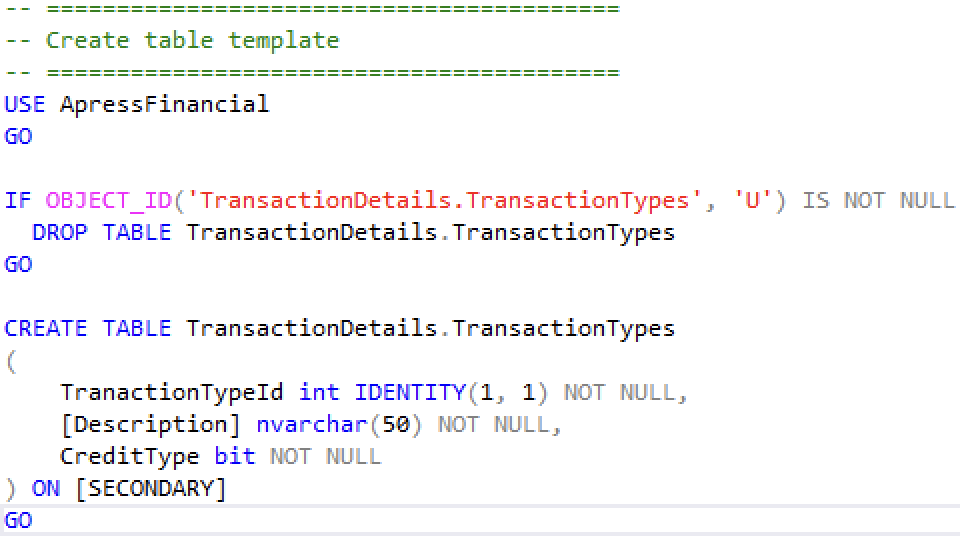 -- =========================================
-- Create table template
-- =========================================
USE ApressFinancial
GO
IF OBJECT_ID('TransactionDetails.TransactionTypes', 'U') IS NOT NULL
DROP TABLE TransactionDetails.TransactionTypes
GO
CREATE TABLE TransactionDetails.TransactionTypes
(
TranactionTypeId int IDENTITY(1, 1) NOT NULL,
[Description] nvarchar(50) NOT NULL,
CreditType bit NOT NULL
) ON [SECONDARY]
GO